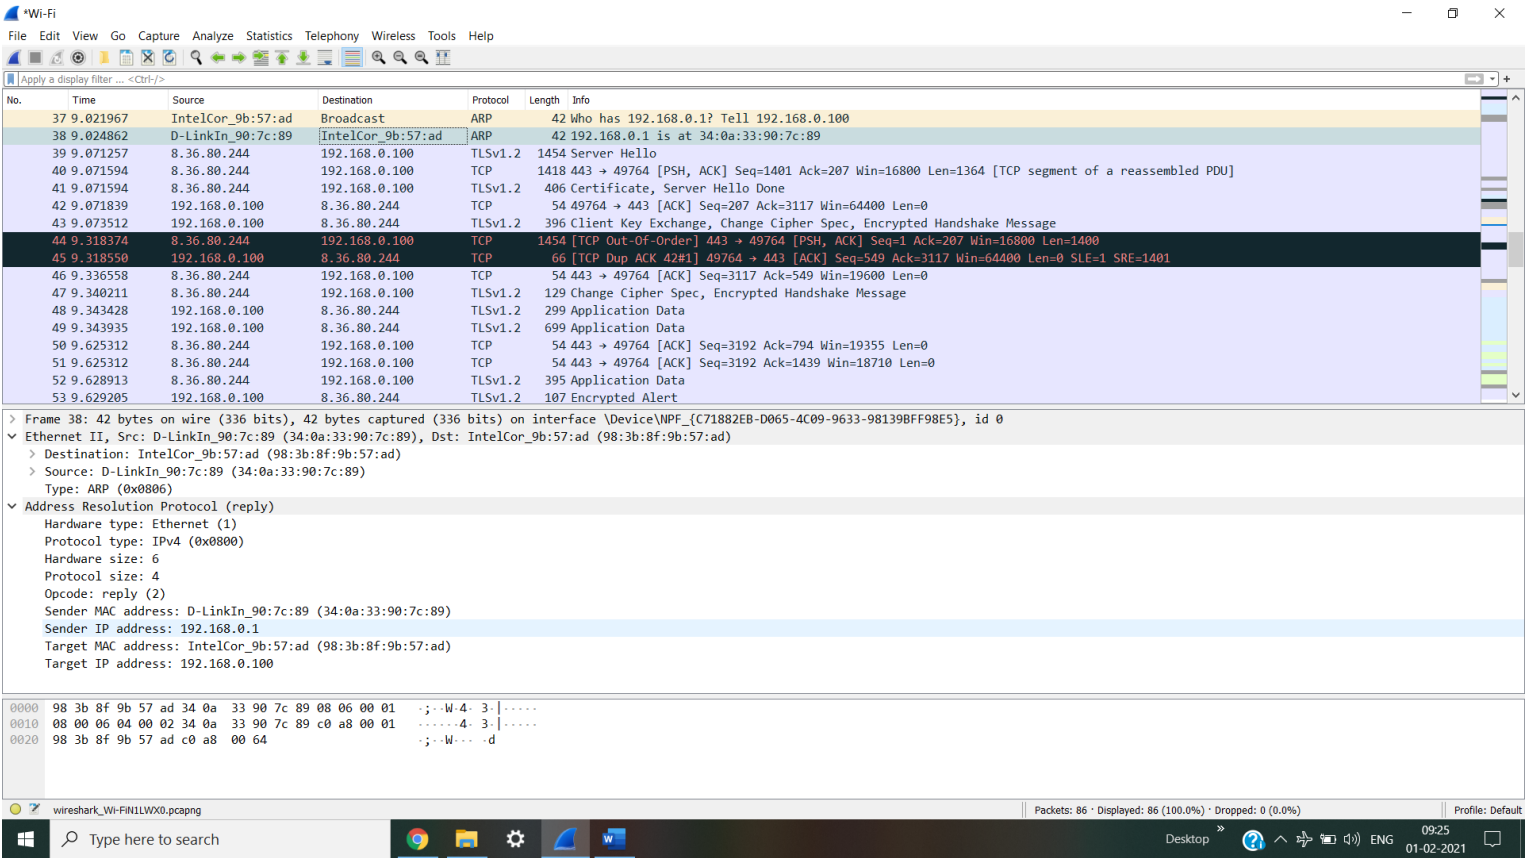 *Wi-Fi
File Edit View Go Capture Analyze Statistics Telephony Wireless Tools Help
Apply a display filter ... <Ctrl-/>
No. Time Source Destination Protocol Length Info
37 9.021967 IntelCor_9b:57:ad Broadcast ARP 42 Who has 192.168.0.1? Tell 192.168.0.100
38 9.024862 D-LinkIn_90:7c:89 IntelCor_9b:57:ad ARP 42 192.168.0.1 is at 34:0a:33:90:7c:89
39 9.071257 8.36.80.244 192.168.0.100 TLSv1.2 1454 Server Hello
40 9.071594 8.36.80.244 192.168.0.100 TCP 1418 443 → 49764 [PSH, ACK] Seq=1401 Ack=207 Win=16800 Len=1364 [TCP segment of a reassembled PDU]
41 9.071594 8.36.80.244 192.168.0.100 TLSv1.2 406 Certificate, Server Hello Done
42 9.071839 192.168.0.100 8.36.80.244 TCP 54 49764 → 443 [ACK] Seq=207 Ack=3117 Win=64400 Len=0
43 9.073512 192.168.0.100 8.36.80.244 TLSv1.2 396 Client Key Exchange, Change Cipher Spec, Encrypted Handshake Message
44 9.318374 8.36.80.244 192.168.0.100 TCP 1454 [TCP Out-Of-Order] 443 → 49764 [PSH, ACK] Seq=1 Ack=207 Win=16800 Len=1400
45 9.318550 192.168.0.100 8.36.80.244 TCP 66 [TCP Dup ACK 42#1] 49764 → 443 [ACK] Seq=549 Ack=3117 Win=64400 Len=0 SLE=1 SRE=1401
46 9.336558 8.36.80.244 192.168.0.100 TCP 54 443 → 49764 [ACK] Seq=3117 Ack=549 Win=19600 Len=0
47 9.340211 8.36.80.244 192.168.0.100 TLSv1.2 129 Change Cipher Spec, Encrypted Handshake Message
48 9.343428 192.168.0.100 8.36.80.244 TLSv1.2 299 Application Data
49 9.343935 192.168.0.100 8.36.80.244 TLSv1.2 699 Application Data
50 9.625312 8.36.80.244 192.168.0.100 TCP 54 443 → 49764 [ACK] Seq=3192 Ack=794 Win=19355 Len=0
51 9.625312 8.36.80.244 192.168.0.100 TCP 54 443 → 49764 [ACK] Seq=3192 Ack=1439 Win=18710 Len=0
52 9.628913 8.36.80.244 192.168.0.100 TLSv1.2 395 Application Data
53 9.629205 8.36.80.244 192.168.0.100 TLSv1.2 107 Encrypted Alert
Frame 38: 42 bytes on wire (336 bits), 42 bytes captured (336 bits) on interface \Device\NPF_{C71882EB-D065-4C09-9633-98139BFF98E5}, id 0
Ethernet II, Src: D-LinkIn_90:7c:89 (34:0a:33:90:7c:89), Dst: IntelCor_9b:57:ad (98:3b:8f:9b:57:ad)
Destination: IntelCor_9b:57:ad (98:3b:8f:9b:57:ad)
Source: D-LinkIn_90:7c:89 (34:0a:33:90:7c:89)
Type: ARP (0x0806)
Address Resolution Protocol (reply)
Hardware type: Ethernet (1)
Protocol type: IPv4 (0x0800)
Hardware size: 6
Protocol size: 4
Opcode: reply (2)
Sender MAC address: D-LinkIn_90:7c:89 (34:0a:33:90:7c:89)
Sender IP address: 192.168.0.1
Target MAC address: IntelCor_9b:57:ad (98:3b:8f:9b:57:ad)
Target IP address: 192.168.0.100
0000 98 3b 8f 9b 57 ad 34 0a 33 90 7c 89 08 06 00 01 ·;··W·4· 3·|·····
0010 08 00 06 04 00 02 34 0a 33 90 7c 89 c0 a8 00 01 ······4· 3·|·····
0020 98 3b 8f 9b 57 ad c0 a8 00 64 ·;··W··· ·d
wireshark_Wi-FiN1LWX0.pcapng Packets: 86 · Displayed: 86 (100.0%) · Dropped: 0 (0.0%) Profile: Default
Type here to search Desktop ENG 09:25
01-02-2021